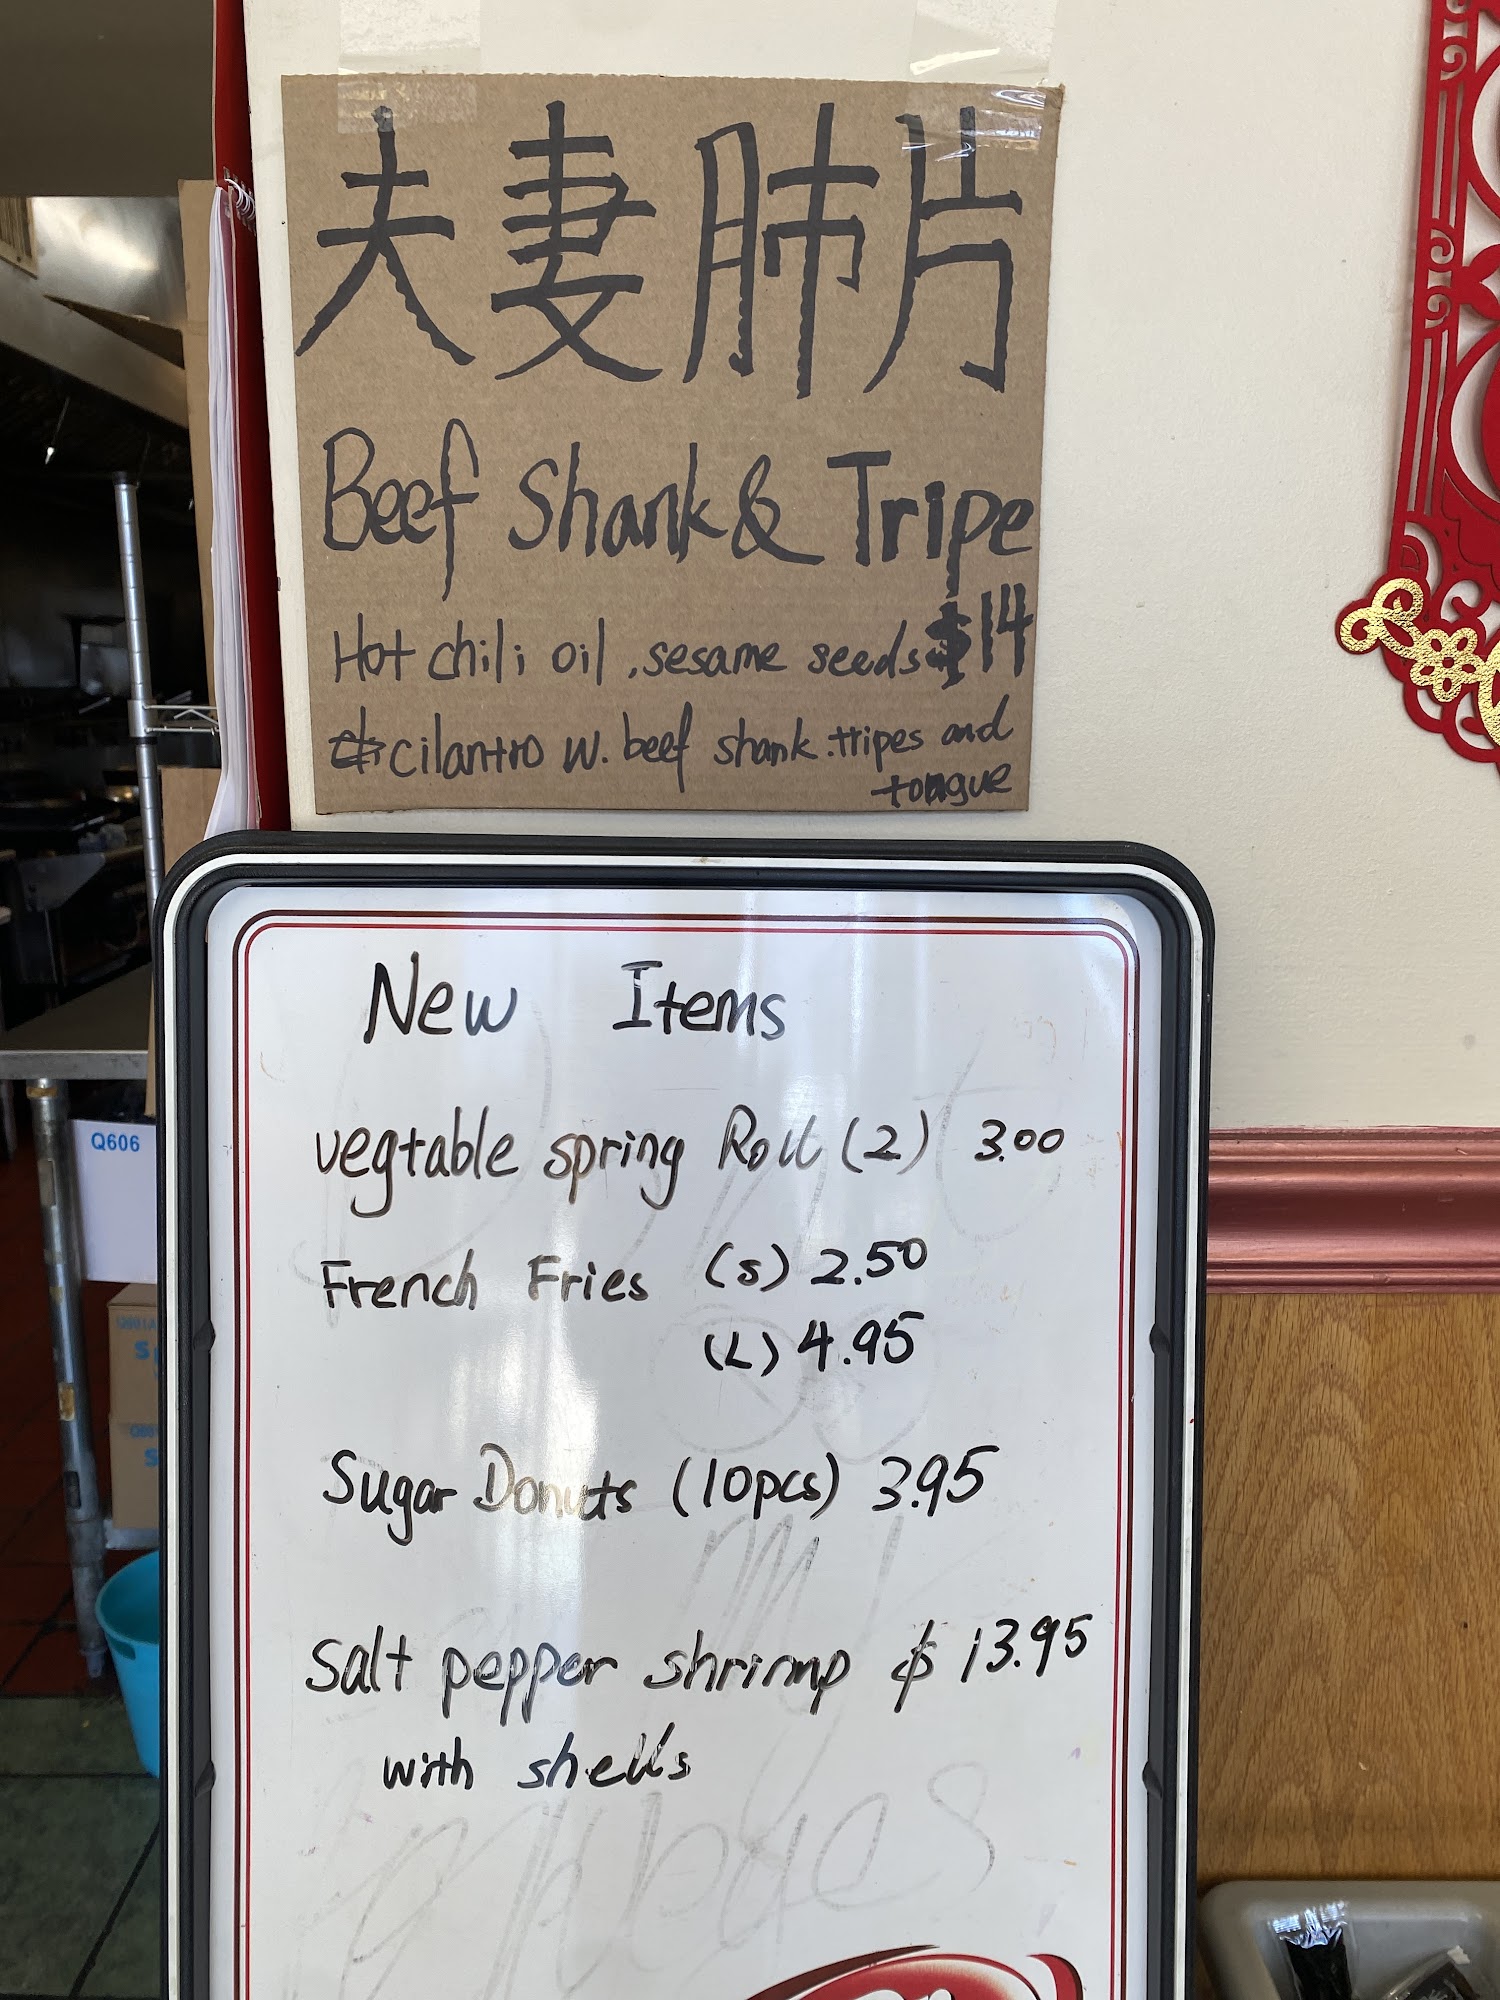 夫妻肺片
Beef Shank & Tripe
Hot chili oil, sesame seeds $14
& cilantro w. beef shank. tripes and
tongue
New Items
vegtable spring Roll (2) 3.00
French Fries (S) 2.50
(L) 4.95
Sugar Donuts (10pcs) 3.95
Salt pepper shrimp $13.95
with shells
Q606